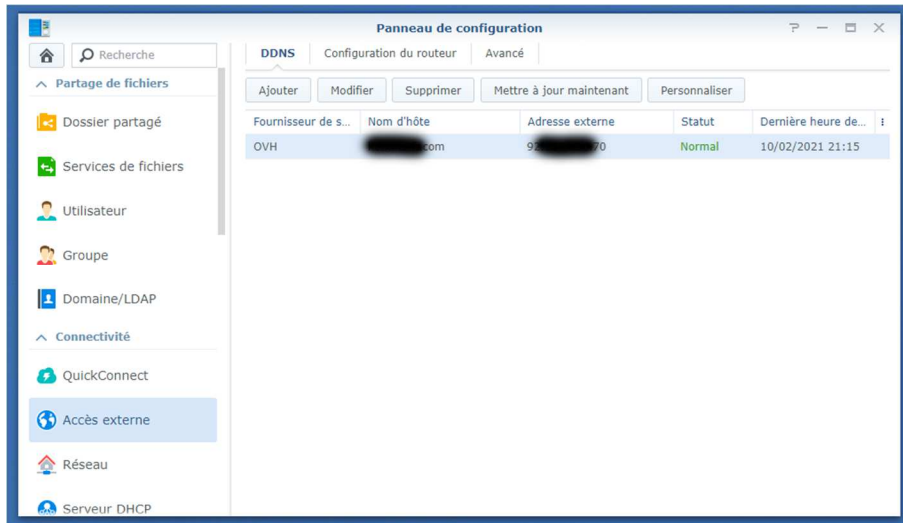 Panneau de configuration
Recherche
Partage de fichiers
Dossier partagé
Services de fichiers
Utilisateur
Groupe
Domaine/LDAP
Connectivité
QuickConnect
Accès externe
Réseau
Serveur DHCP
DDNS Configuration du routeur Avancé
Ajouter Modifier Supprimer Mettre à jour maintenant Personnaliser
Fournisseur de s... Nom d'hôte Adresse externe Statut Dernière heure de...
OVH com 92 70 Normal 10/02/2021 21:15